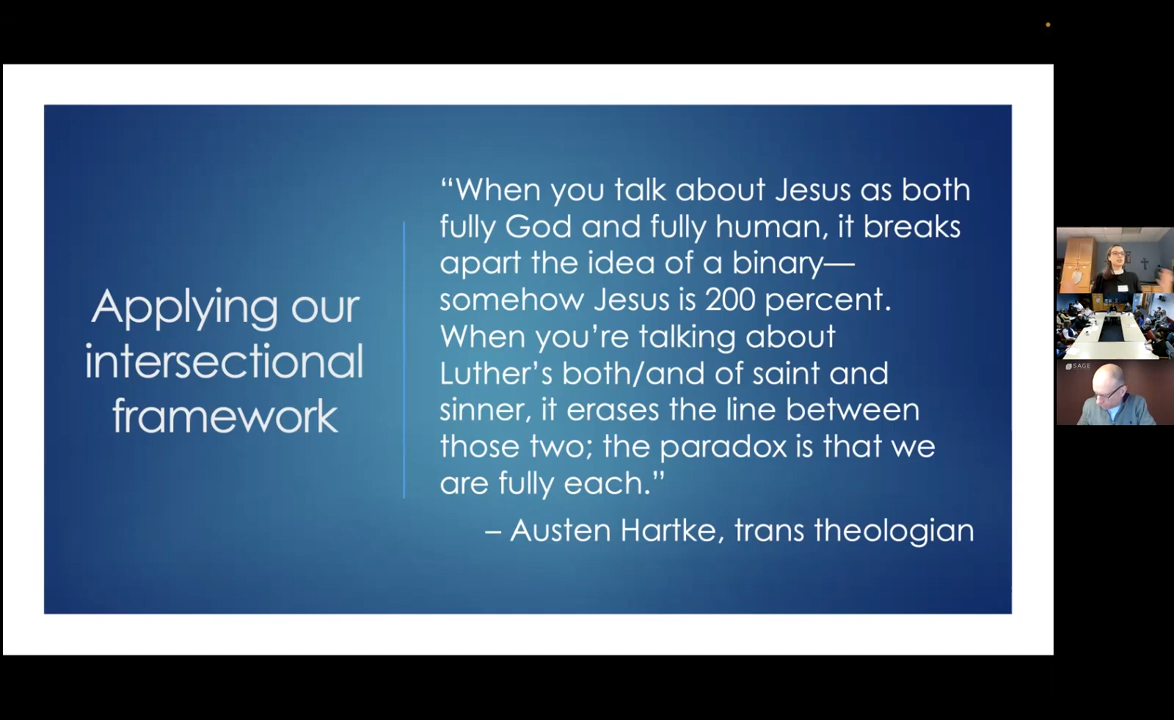 Applying our
intersectional
framework
“When you talk about Jesus as both
fully God and fully human, it breaks
apart the idea of a binary—
somehow Jesus is 200 percent.
When you’re talking about
Luther’s both/and of saint and
sinner, it erases the line between
those two; the paradox is that we
are fully each.”
– Austen Hartke, trans theologian
SAGE